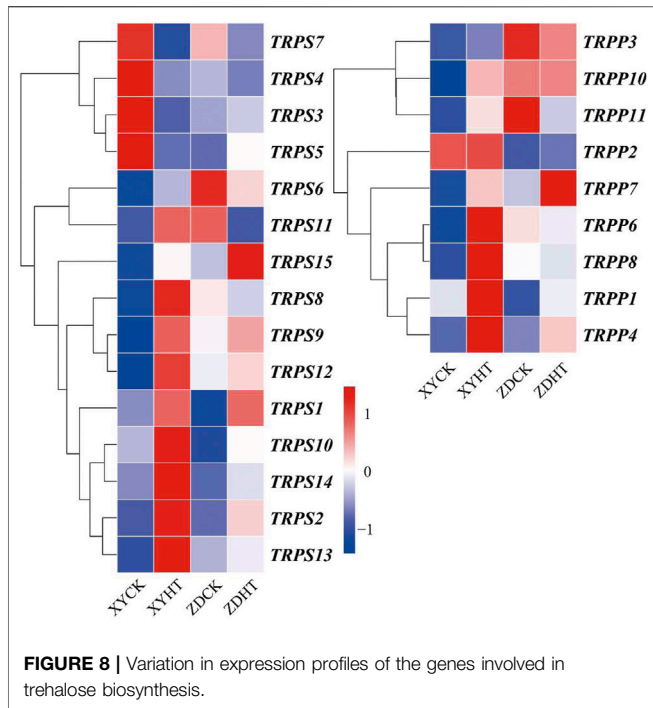 TRPS7
TRPS4
TRPS3
TRPS5
TRPS6
TRPS11
TRPS15
TRPS8
TRPS9
TRPS12
TRPS1
TRPS10
TRPS14
TRPS2
TRPS13
XYCK
XYHT
ZDCK
ZDHT
1
0
−1
TRPP3
TRPP10
TRPP11
TRPP2
TRPP7
TRPP6
TRPP8
TRPP1
TRPP4
XYCK
XYHT
ZDCK
ZDHT
FIGURE 8 | Variation in expression profiles of the genes involved in
trehalose biosynthesis.